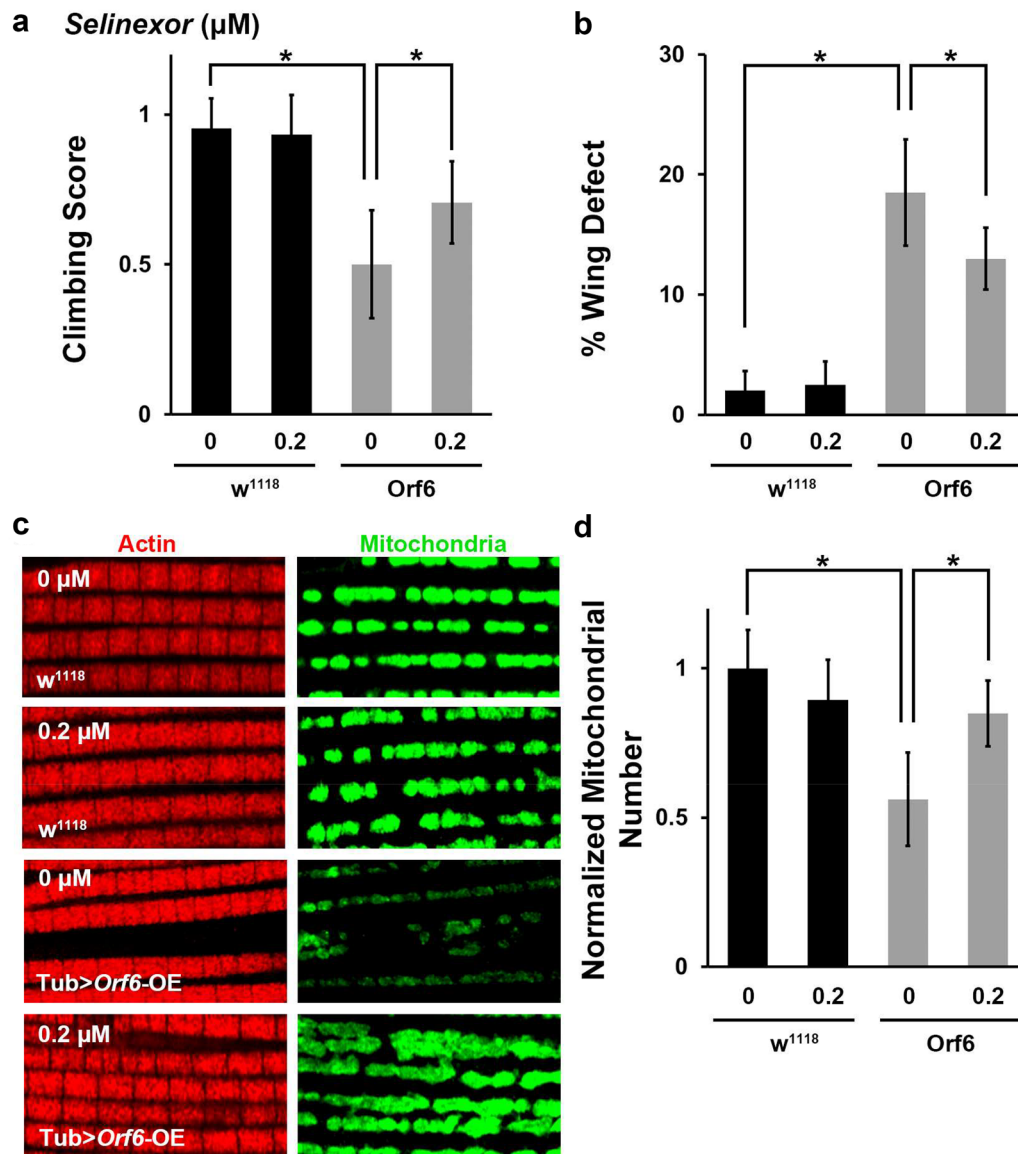 a Selinexor (µM)
*
*
1
0.5
0
Climbing Score
0 0.2 0 0.2
w¹¹¹⁸ Orf6
b
30
20
10
0
% Wing Defect
*
*
0 0.2 0 0.2
w¹¹¹⁸ Orf6
c
Actin Mitochondria
0 µM
w¹¹¹⁸
0.2 µM
w¹¹¹⁸
0 µM
Tub>Orf6-OE
0.2 µM
Tub>Orf6-OE
d
*
*
1
0.5
0
Normalized Mitochondrial
Number
0 0.2 0 0.2
w¹¹¹⁸ Orf6